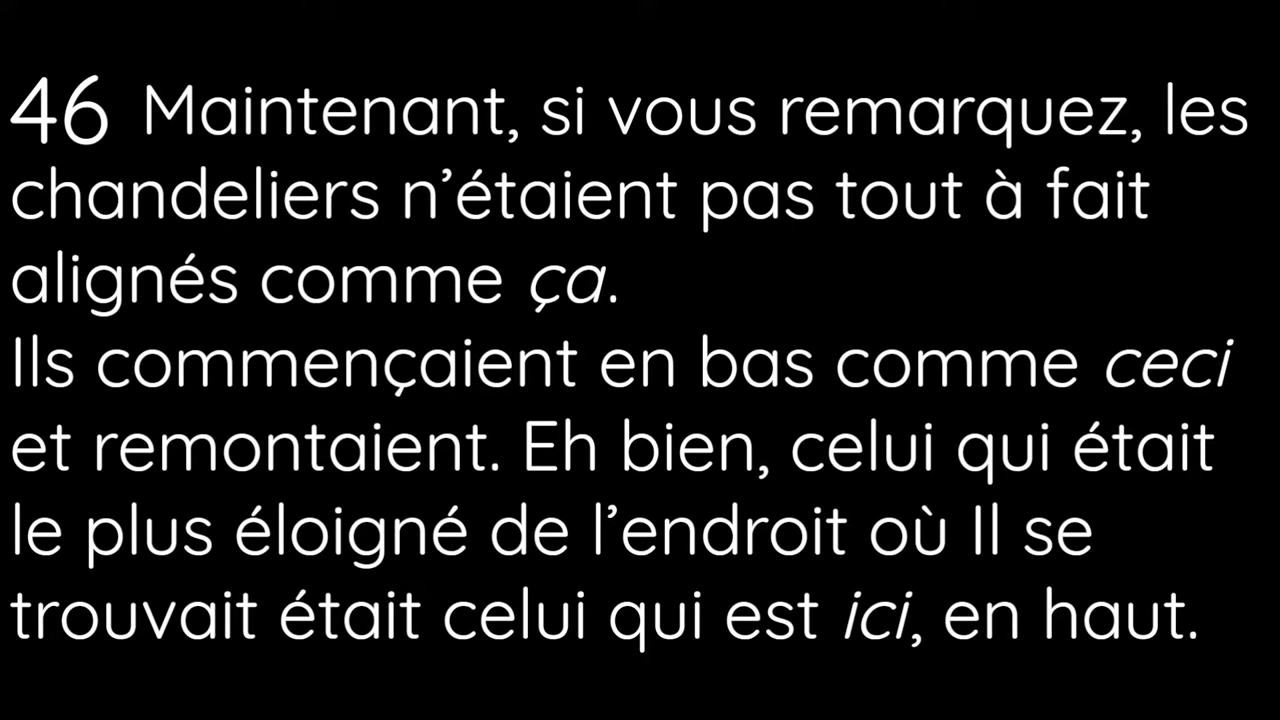 46 Maintenant, si vous remarquez, les
chandeliers n’étaient pas tout à fait
alignés comme ça.
Ils commençaient en bas comme ceci
et remontaient. Eh bien, celui qui était
le plus éloigné de l’endroit où Il se
trouvait était celui qui est ici, en haut.